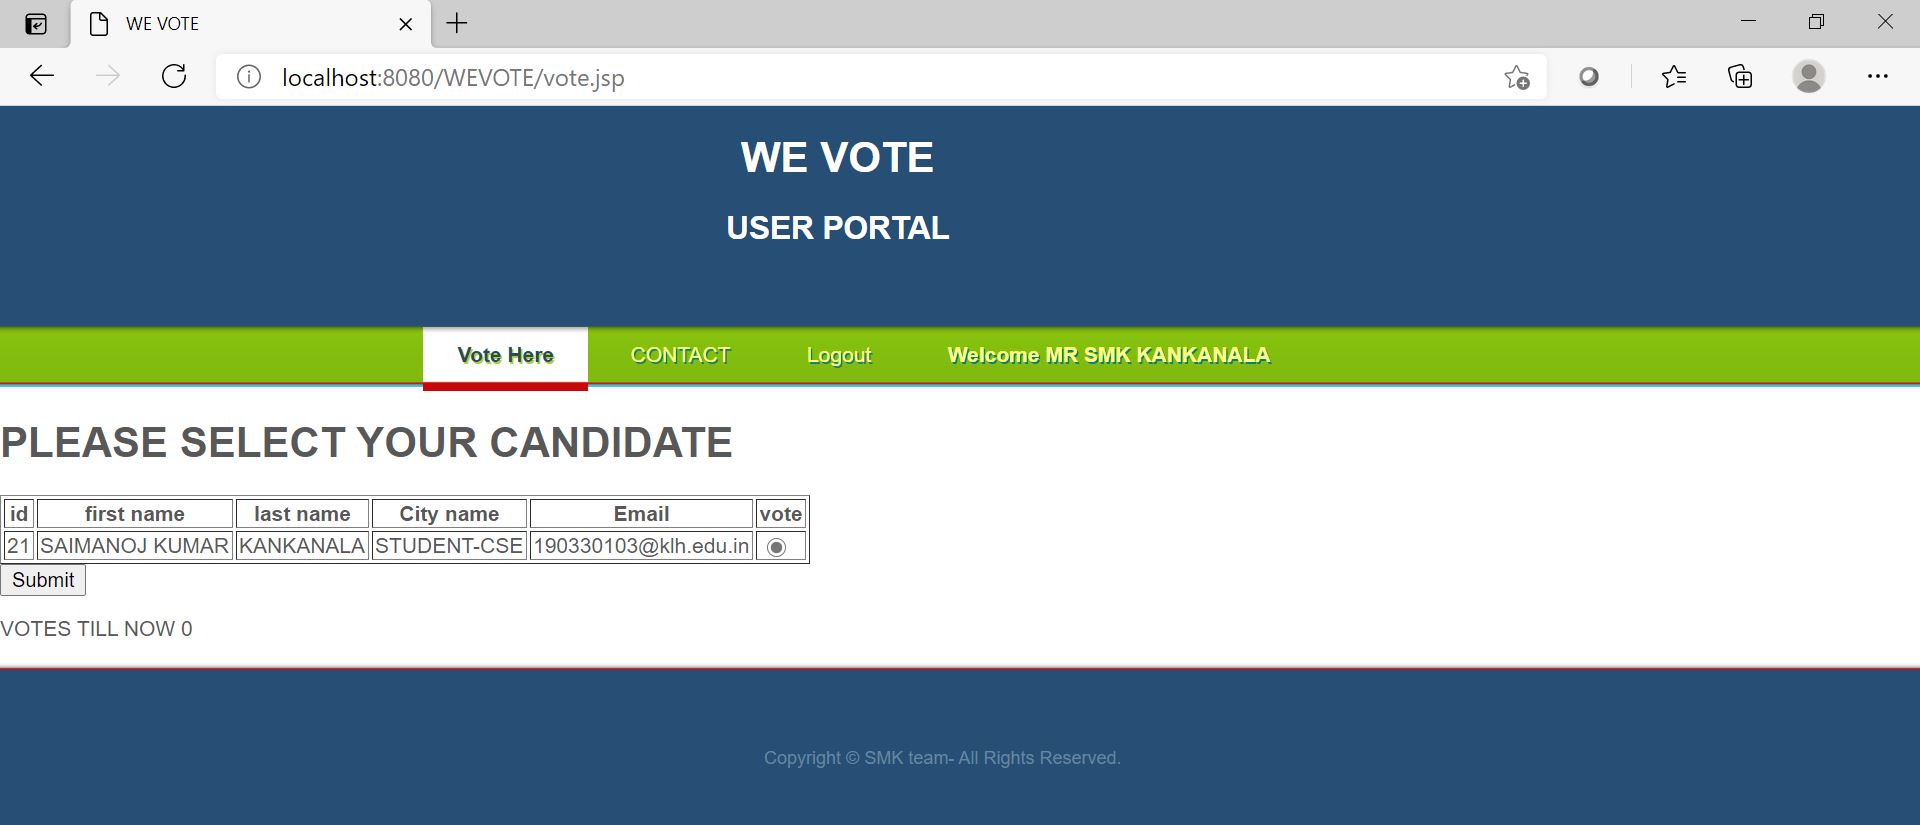 WE VOTE
localhost:8080/WEVOTE/vote.jsp
WE VOTE
USER PORTAL
Vote Here CONTACT Logout Welcome MR SMK KANKANALA
PLEASE SELECT YOUR CANDIDATE
id first name last name City name Email vote
21 SAIMANOJ KUMAR KANKANALA STUDENT-CSE 190330103@klh.edu.in
Submit
VOTES TILL NOW 0
Copyright © SMK team- All Rights Reserved.